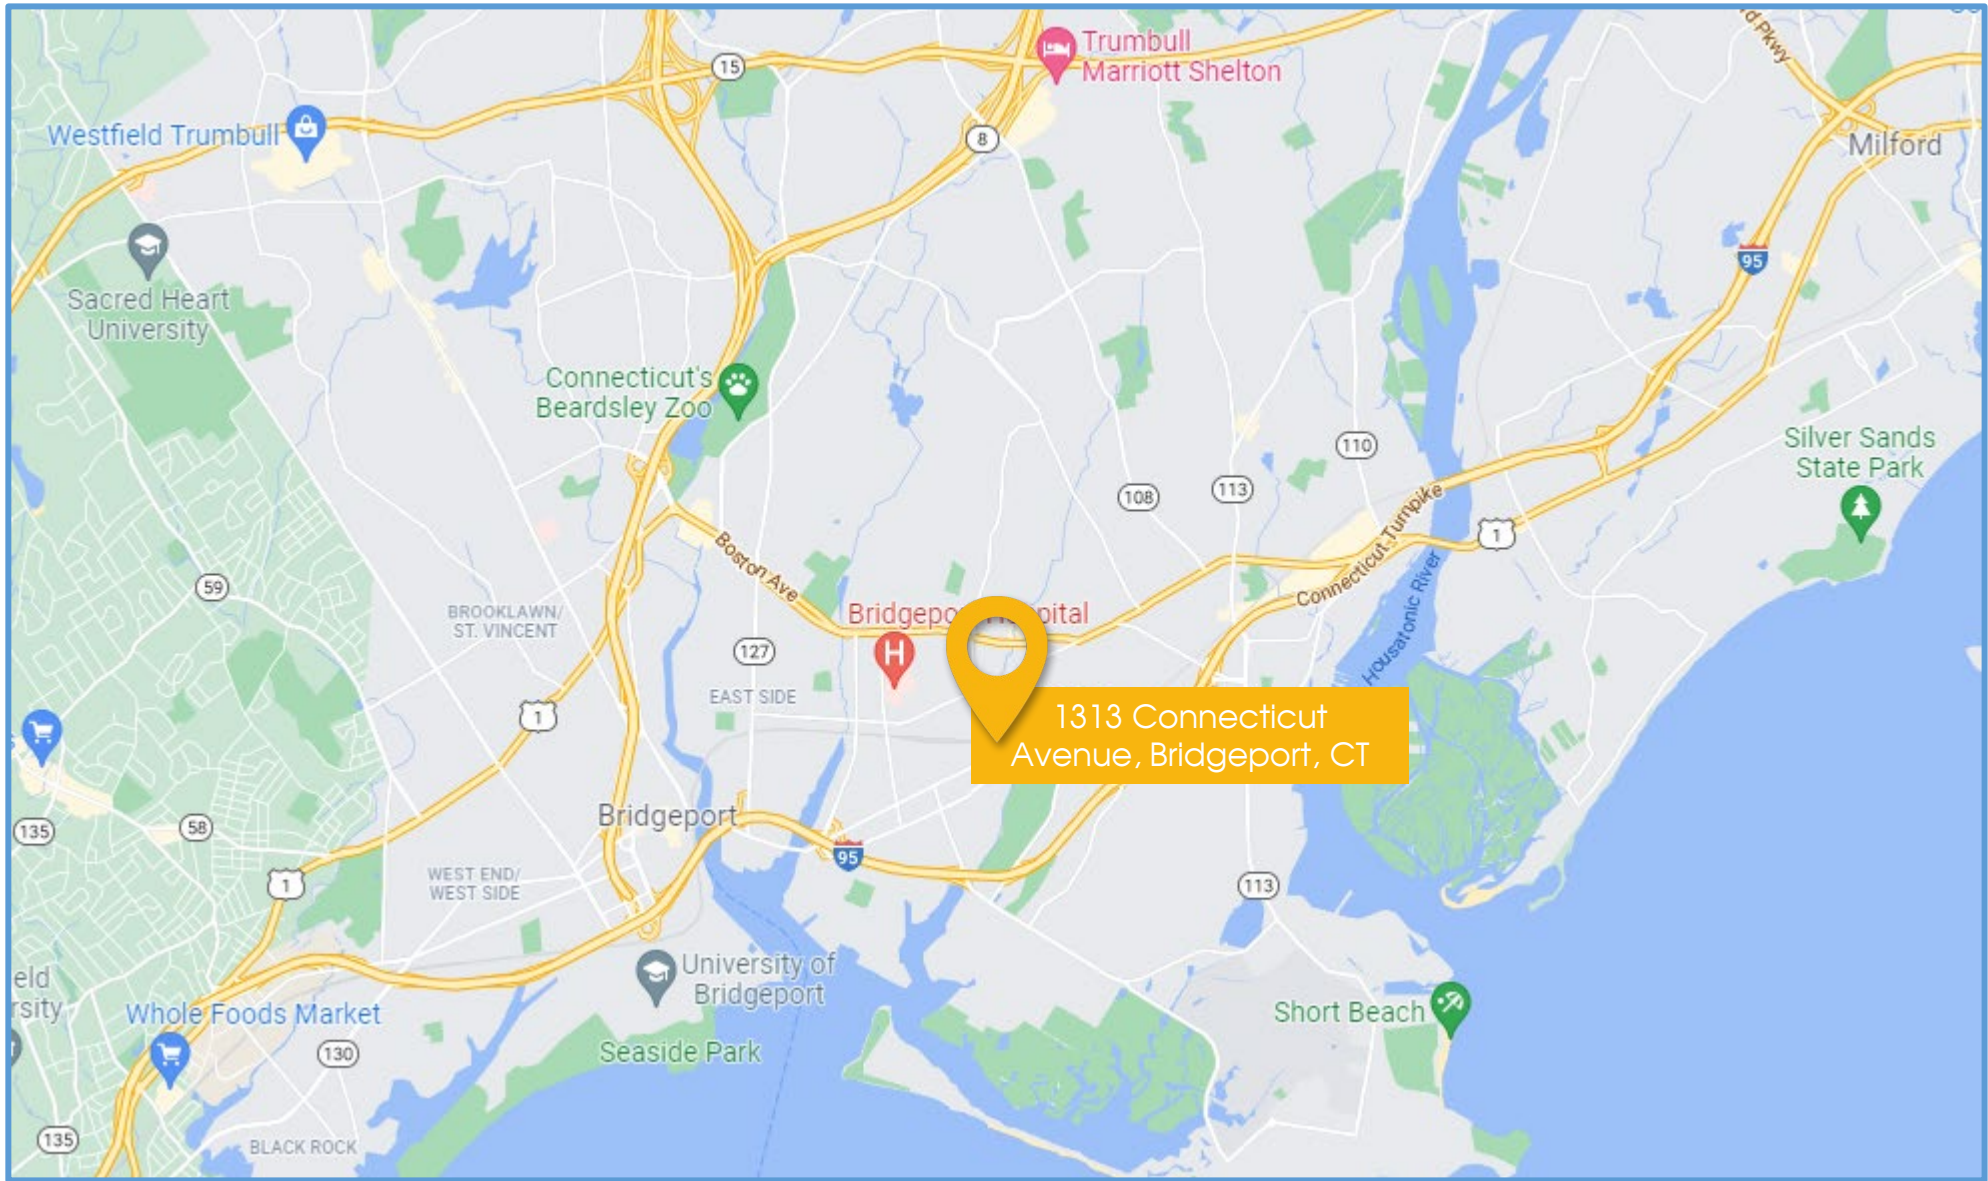 15
Trumbull
Marriott Shelton
d Pkwy
Westfield Trumbull
8
Milford
95
Sacred Heart
University
Connecticut's
Beardsley Zoo
110
Silver Sands
State Park
108
113
Connecticut Turnpike
1
Boston Ave
59
BROOKLAWN/
ST. VINCENT
Bridgepo
pital
Housatonic River
127
H
EAST SIDE
1
1313 Connecticut
Avenue, Bridgeport, CT
Bridgeport
135
58
95
WEST END/
WEST SIDE
1
113
University of
Bridgeport
eld
rsity
Whole Foods Market
Short Beach
130
Seaside Park
135
BLACK ROCK